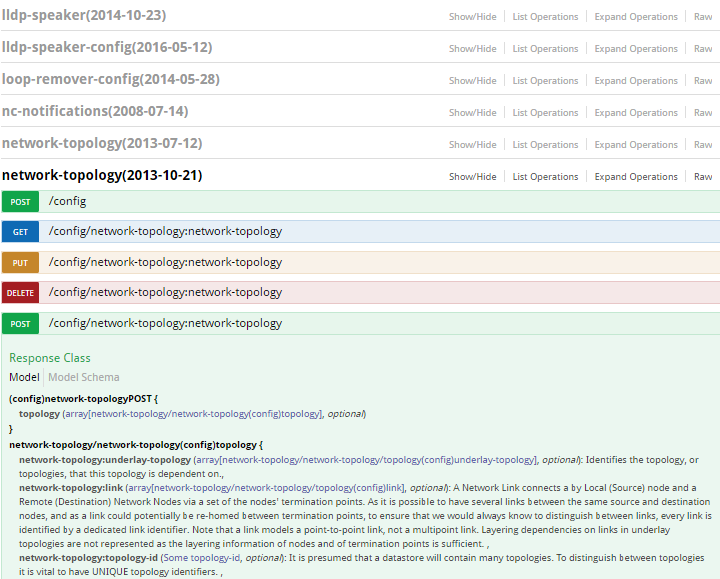 lldp-speaker(2014-10-23) Show/Hide List Operations Expand Operations Raw
lldp-speaker-config(2016-05-12) Show/Hide List Operations Expand Operations Raw
loop-remover-config(2014-05-28) Show/Hide List Operations Expand Operations Raw
nc-notifications(2008-07-14) Show/Hide List Operations Expand Operations Raw
network-topology(2013-07-12) Show/Hide List Operations Expand Operations Raw
network-topology(2013-10-21) Show/Hide List Operations Expand Operations Raw
POST /config
GET /config/network-topology:network-topology
PUT /config/network-topology:network-topology
DELETE /config/network-topology:network-topology
POST /config/network-topology:network-topology
Response Class
Model Model Schema
(config)network-topologyPOST {
topology (array[network-topology/network-topology(config)topology], optional)
}
network-topology/network-topology(config)topology {
network-topology:underlay-topology (array[network-topology/network-topology/topology(config)underlay-topology], optional): Identifies the topology, or
topologies, that this topology is dependent on.,
network-topology:link (array[network-topology/network-topology/topology(config)link], optional): A Network Link connects a by Local (Source) node and a
Remote (Destination) Network Nodes via a set of the nodes' termination points. As it is possible to have several links between the same source and destination
nodes, and as a link could potentially be re-homed between termination points, to ensure that we would always know to distinguish between links, every link is
identified by a dedicated link identifier. Note that a link models a point-to-point link, not a multipoint link. Layering dependencies on links in underlay
topologies are not represented as the layering information of nodes and of termination points is sufficient. ,
network-topology:topology-id (Some topology-id, optional): It is presumed that a datastore will contain many topologies. To distinguish between topologies
it is vital to have UNIQUE topology identifiers. ,